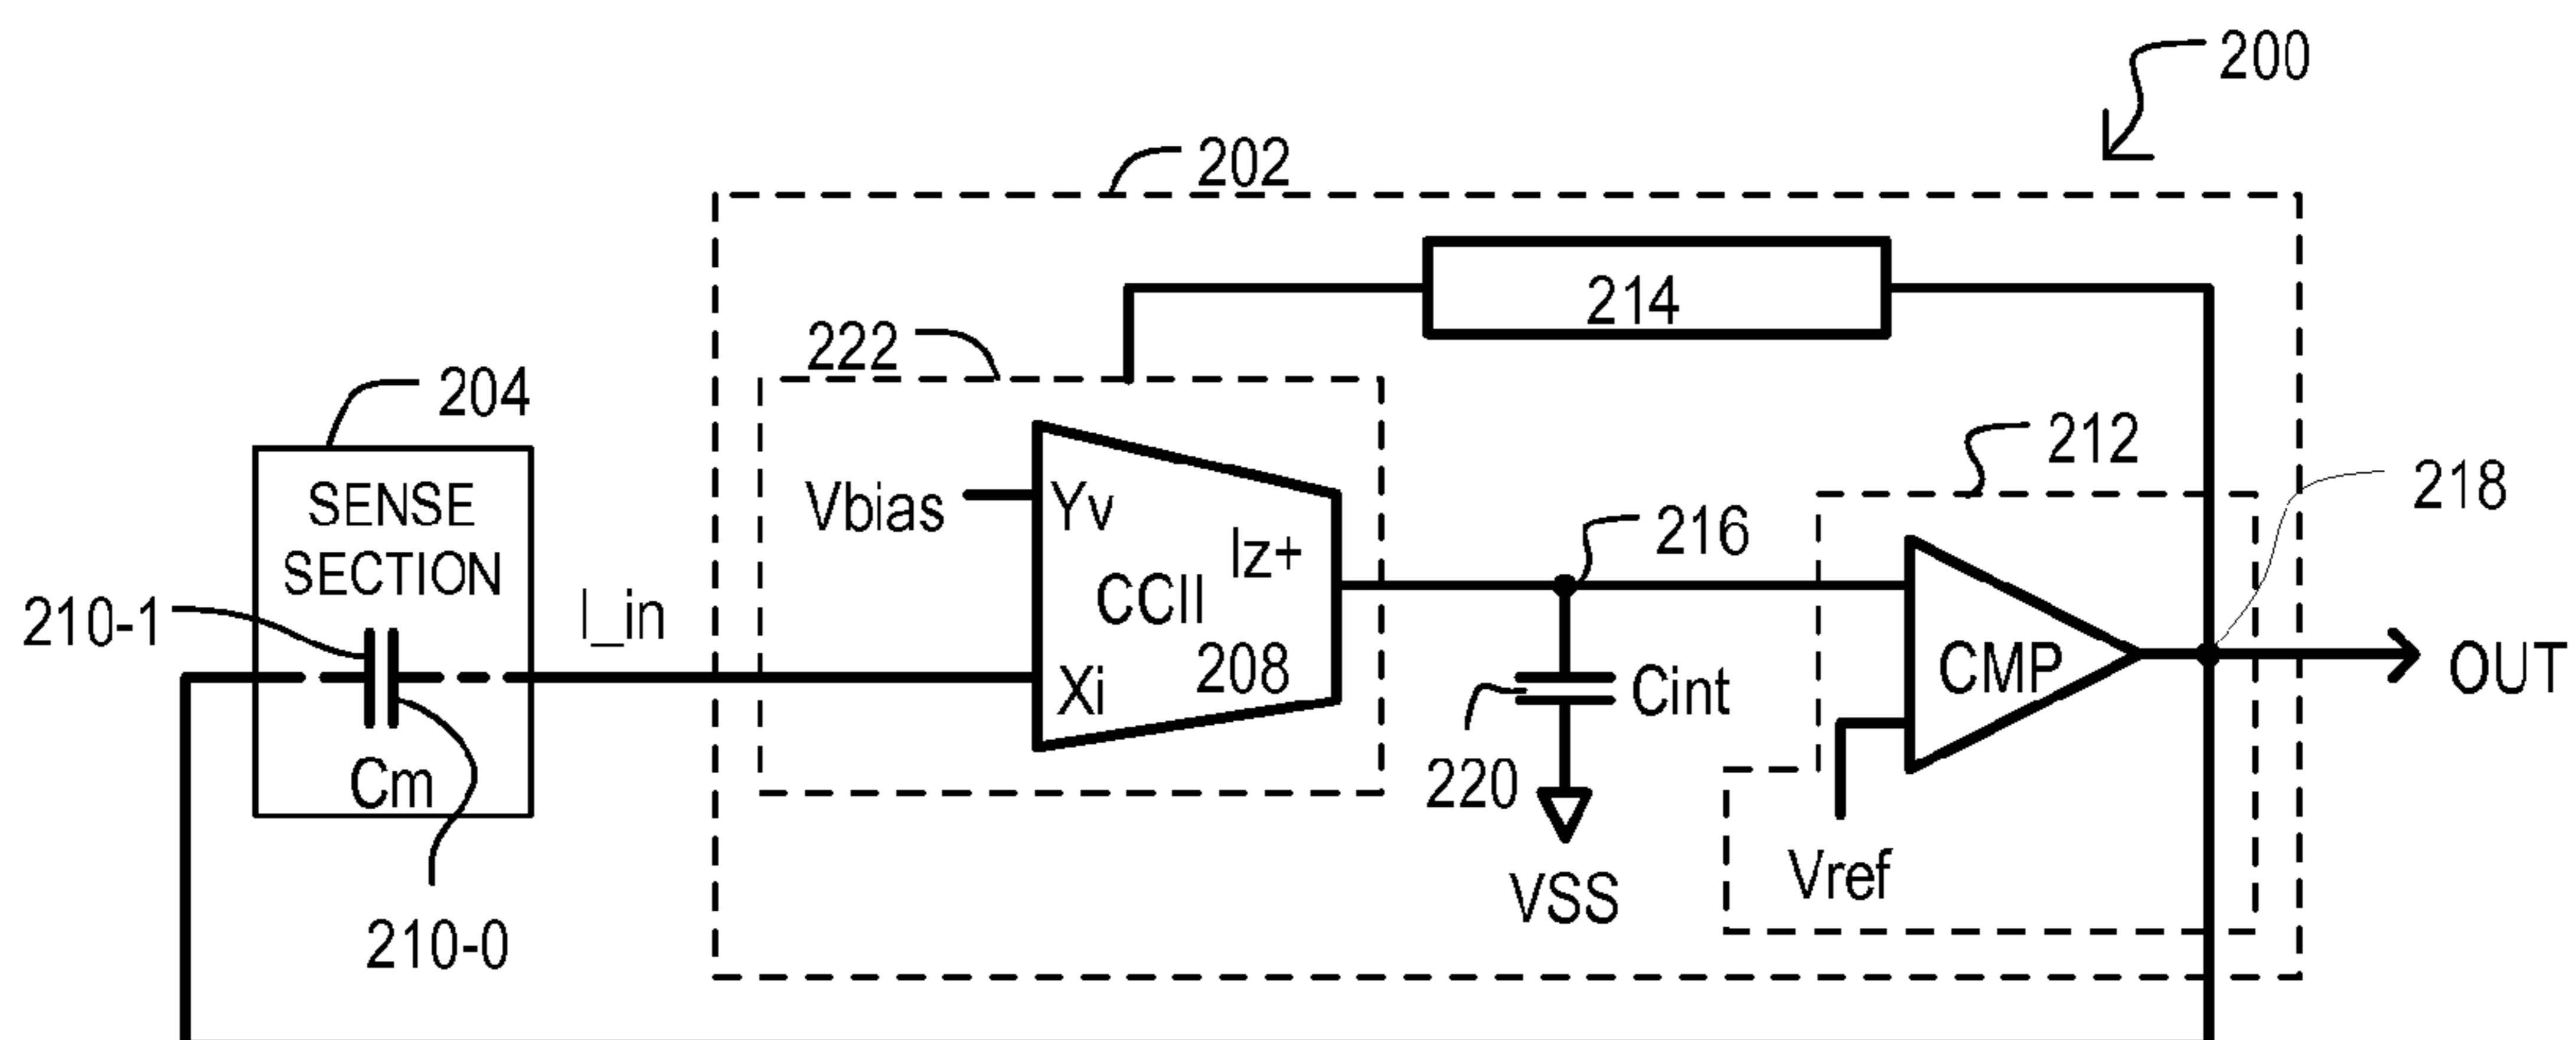 200
202
214
222
204
212
218
SENSE
SECTION
Vbias
Yv
Iz+
216
210-1
I_in
CCII
208
Xi
Cint
CMP
OUT
Cm
220
210-0
VSS
Vref